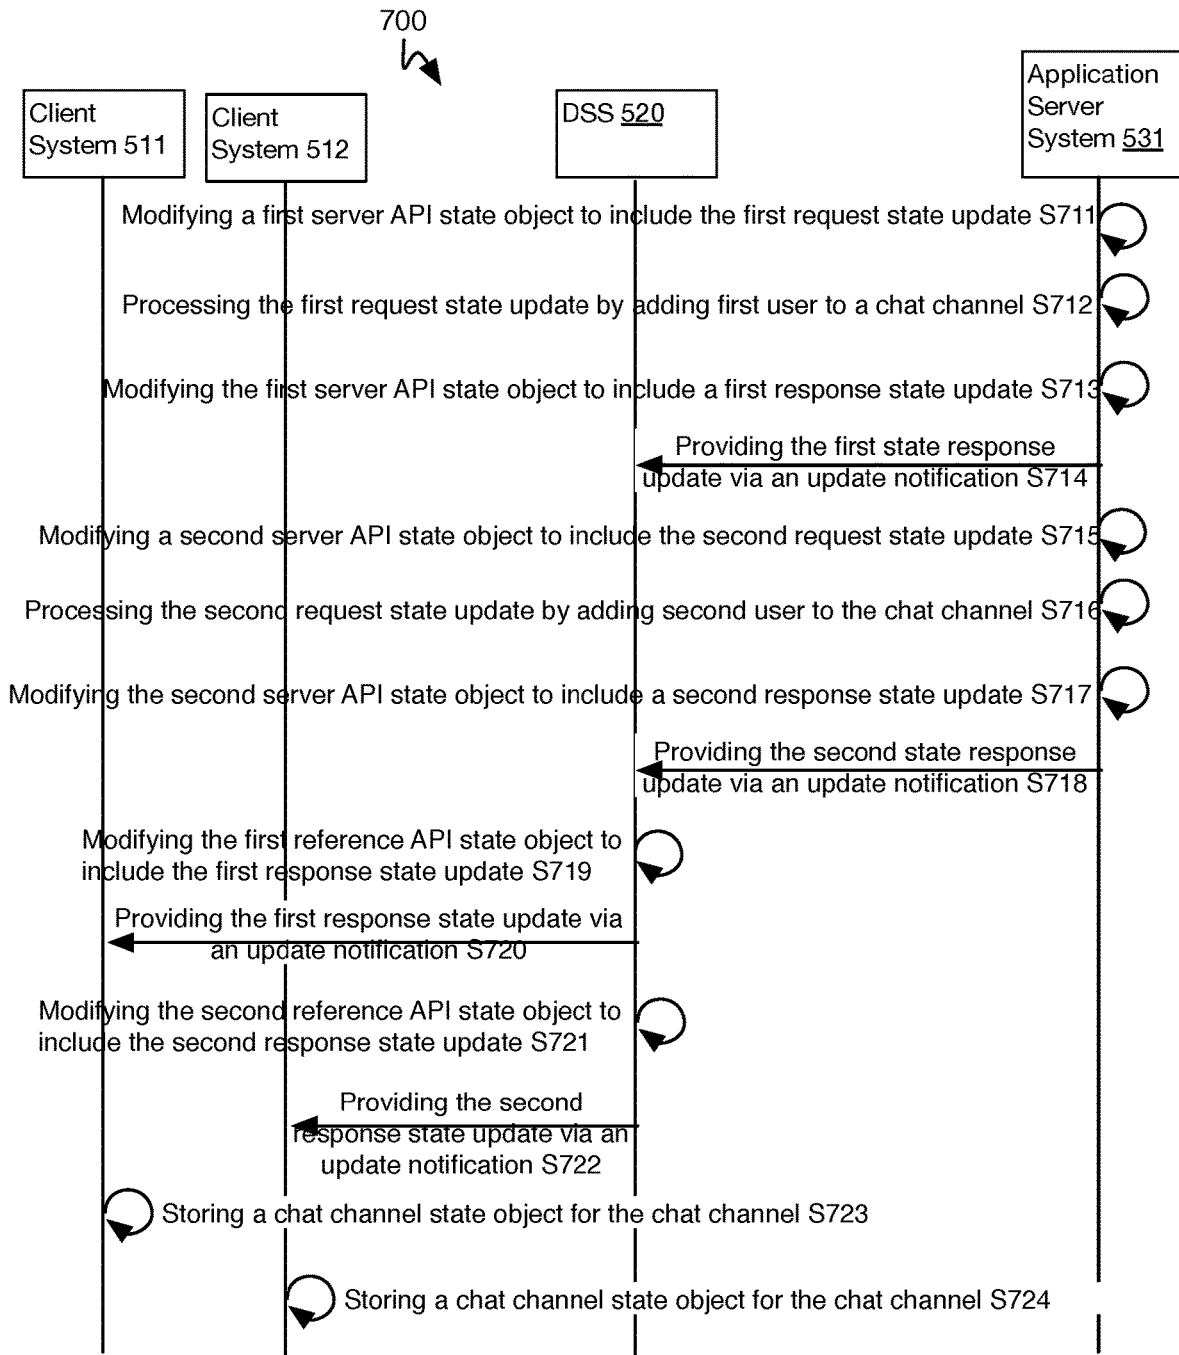 700
Client
System 511
Client
System 512
DSS 520
Application
Server
System 531
Modifying a first server API state object to include the first request state update S711
Processing the first request state update by adding first user to a chat channel S712
Modifying the first server API state object to include a first response state update S713
Providing the first state response
update via an update notification S714
Modifying a second server API state object to include the second request state update S715
Processing the second request state update by adding second user to the chat channel S716
Modifying the second server API state object to include a second response state update S717
Providing the second state response
update via an update notification S718
Modifying the first reference API state object to
include the first response state update S719
Providing the first response state update via
an update notification S720
Modifying the second reference API state object to
include the second response state update S721
Providing the second
response state update via an
update notification S722
Storing a chat channel state object for the chat channel S723
Storing a chat channel state object for the chat channel S724